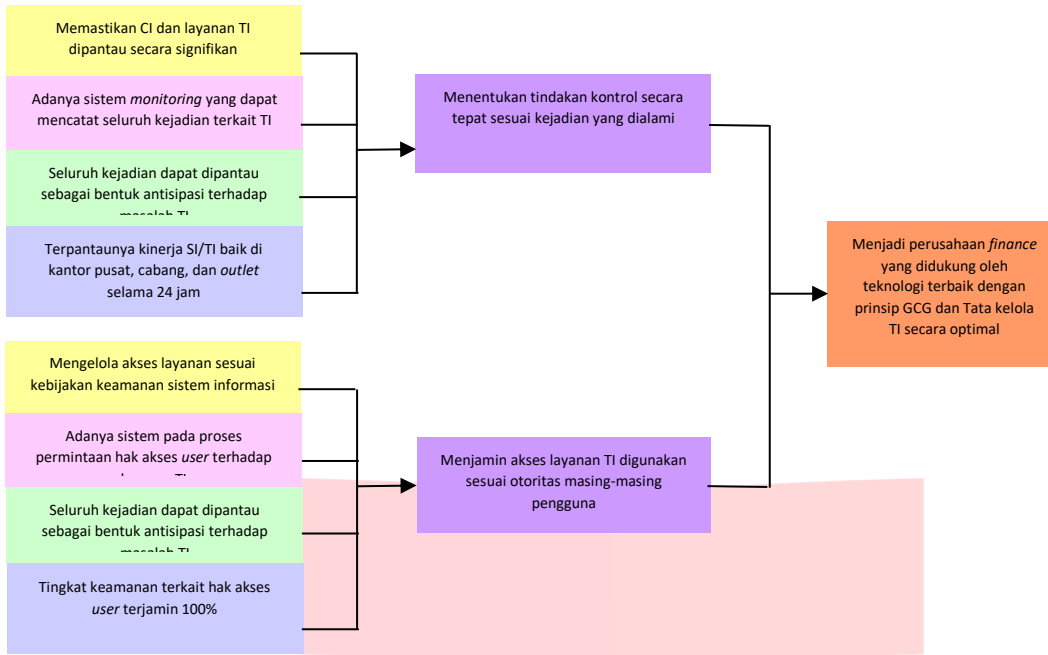 Memastikan CI dan layanan TI
dipantau secara signifikan
Adanya sistem monitoring yang dapat
mencatat seluruh kejadian terkait TI
Seluruh kejadian dapat dipantau
sebagai bentuk antisipasi terhadap
masalah TI
Terpantaunya kinerja SI/TI baik di
kantor pusat, cabang, dan outlet
selama 24 jam
Menentukan tindakan kontrol secara
tepat sesuai kejadian yang dialami
Mengelola akses layanan sesuai
kebijakan keamanan sistem informasi
Adanya sistem pada proses
permintaan hak akses user terhadap
TI
Seluruh kejadian dapat dipantau
sebagai bentuk antisipasi terhadap
masalah TI
Tingkat keamanan terkait hak akses
user terjamin 100%
Menjamin akses layanan TI digunakan
sesuai otoritas masing-masing
pengguna
Menjadi perusahaan finance
yang didukung oleh
teknologi terbaik dengan
prinsip GCG dan Tata kelola
TI secara optimal